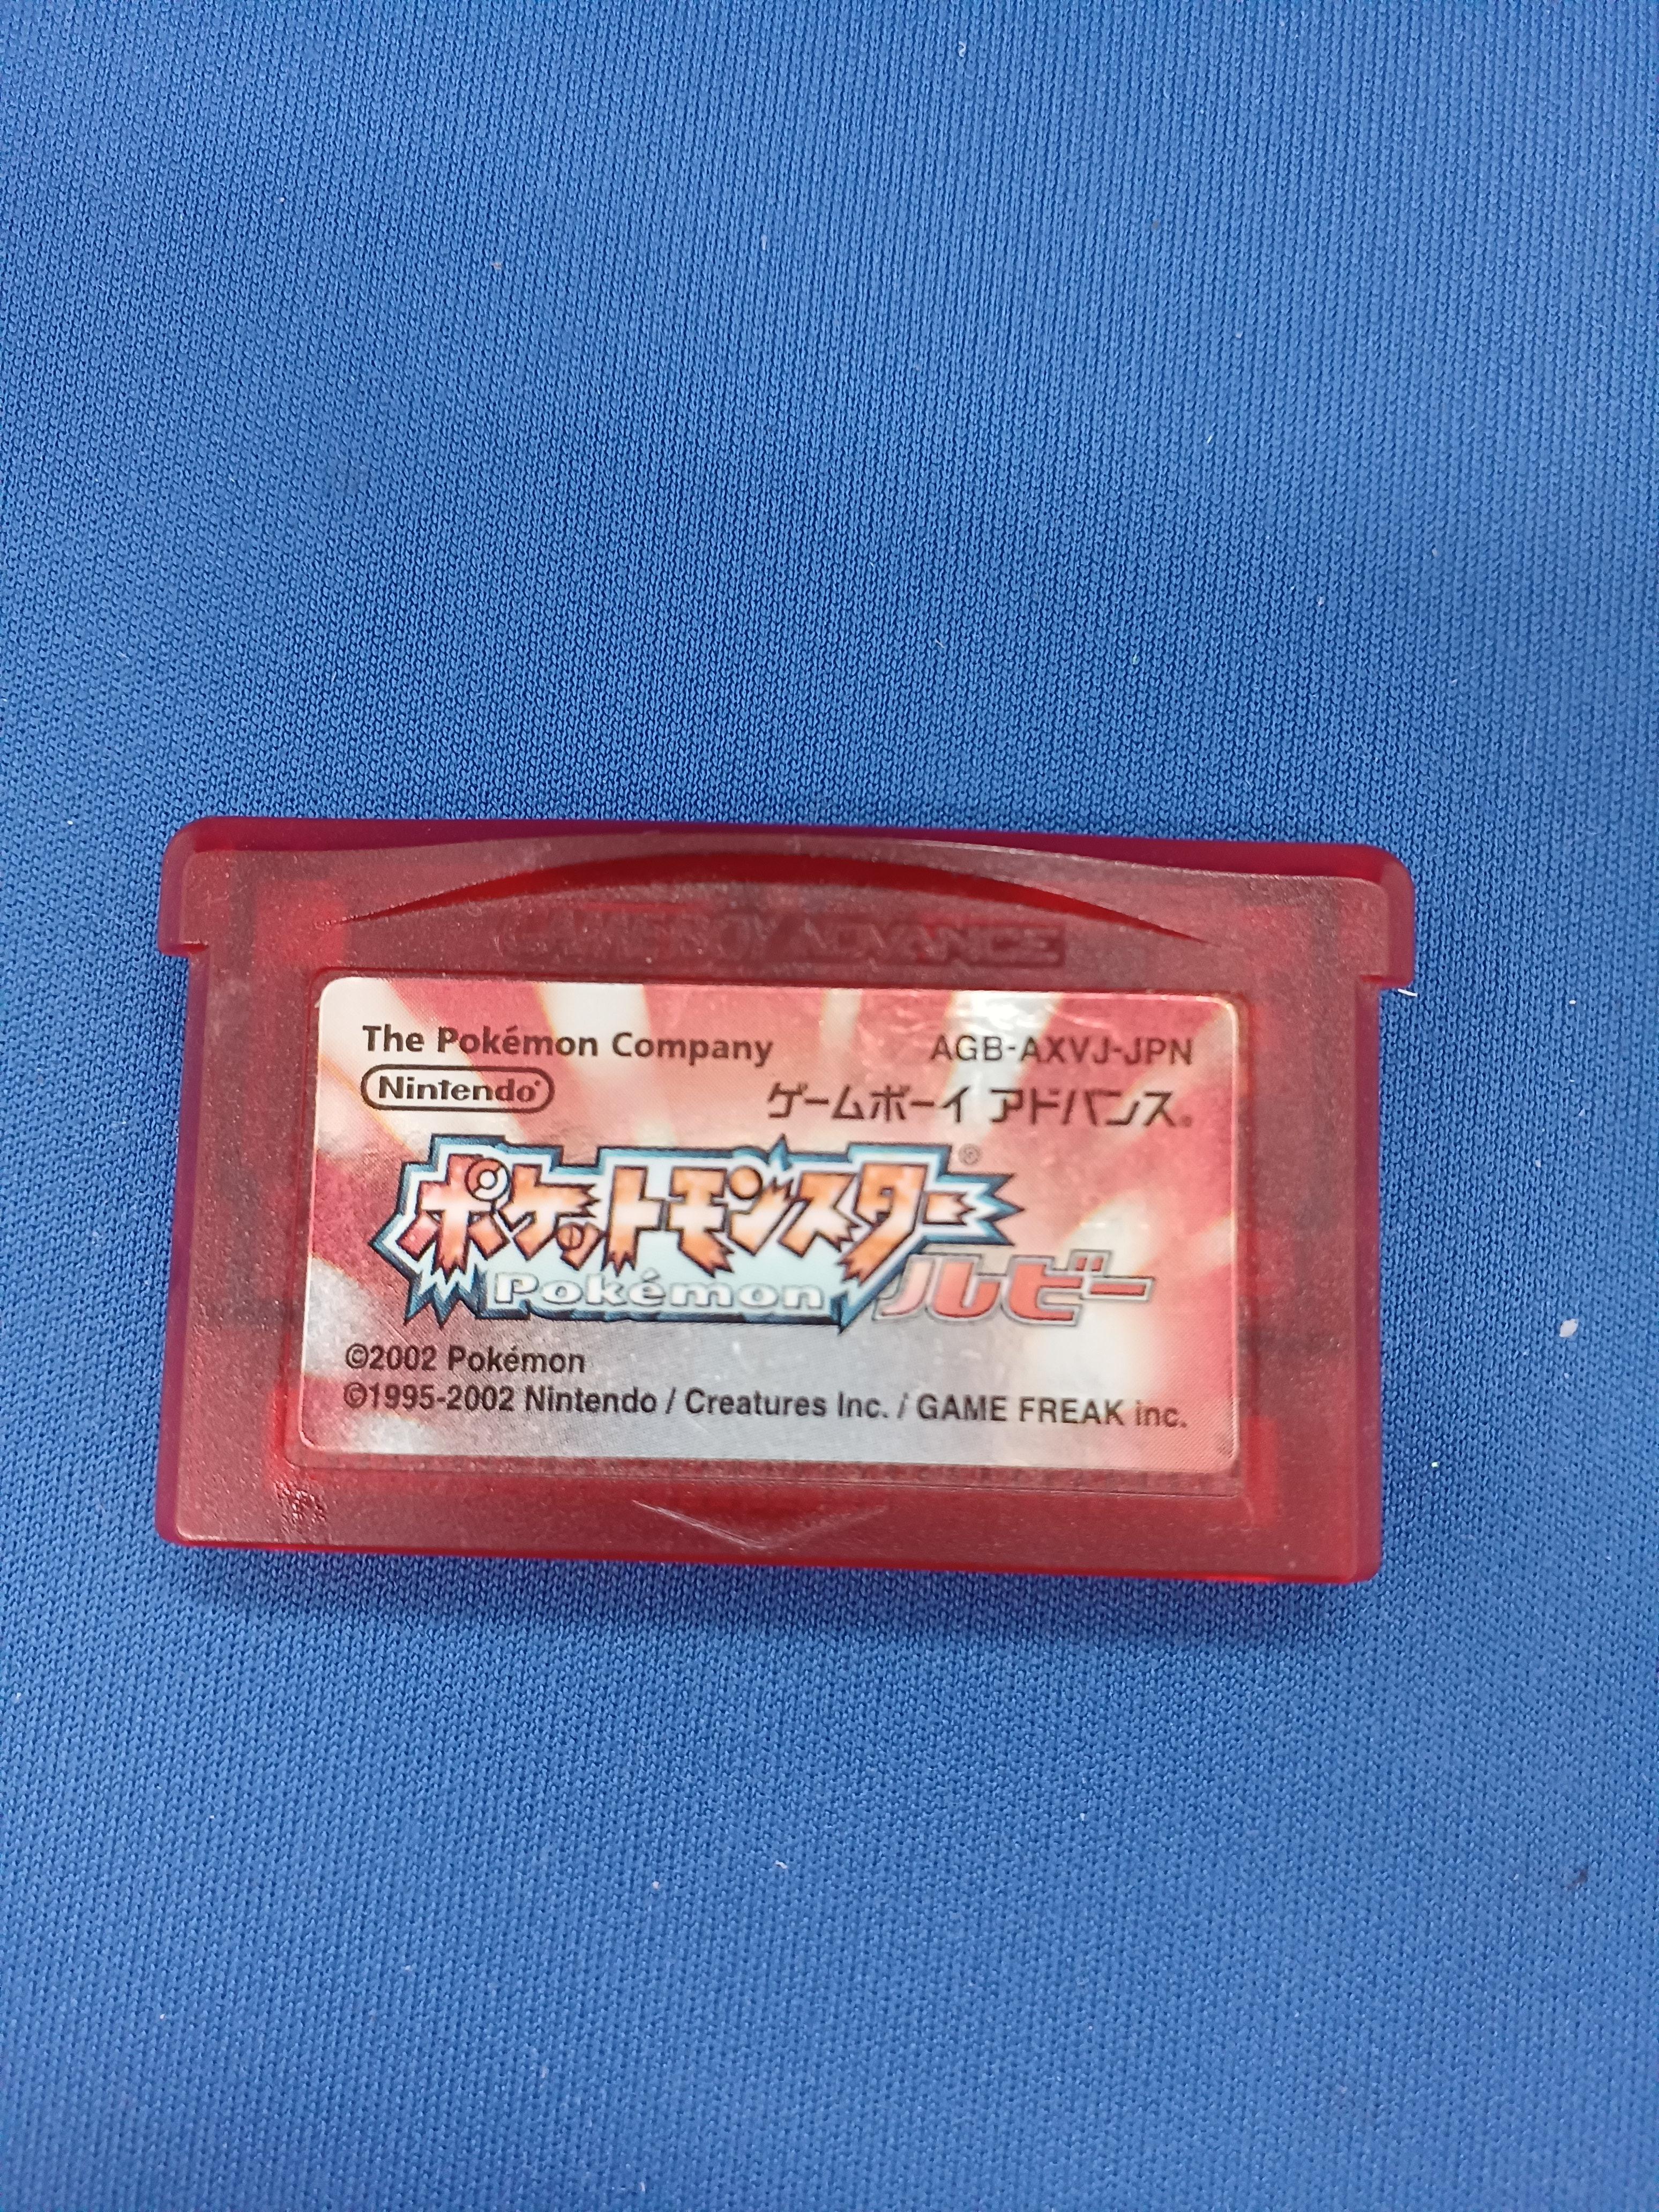 GAME BOY ADVANCE
The Pokémon Company
AGB-AXVJ-JPN
Nintendo®
ゲームボーイ アドバンス®
ポケットモンスター®
Pokémon ルビー
©2002 Pokémon
©1995-2002 Nintendo / Creatures Inc. / GAME FREAK inc.